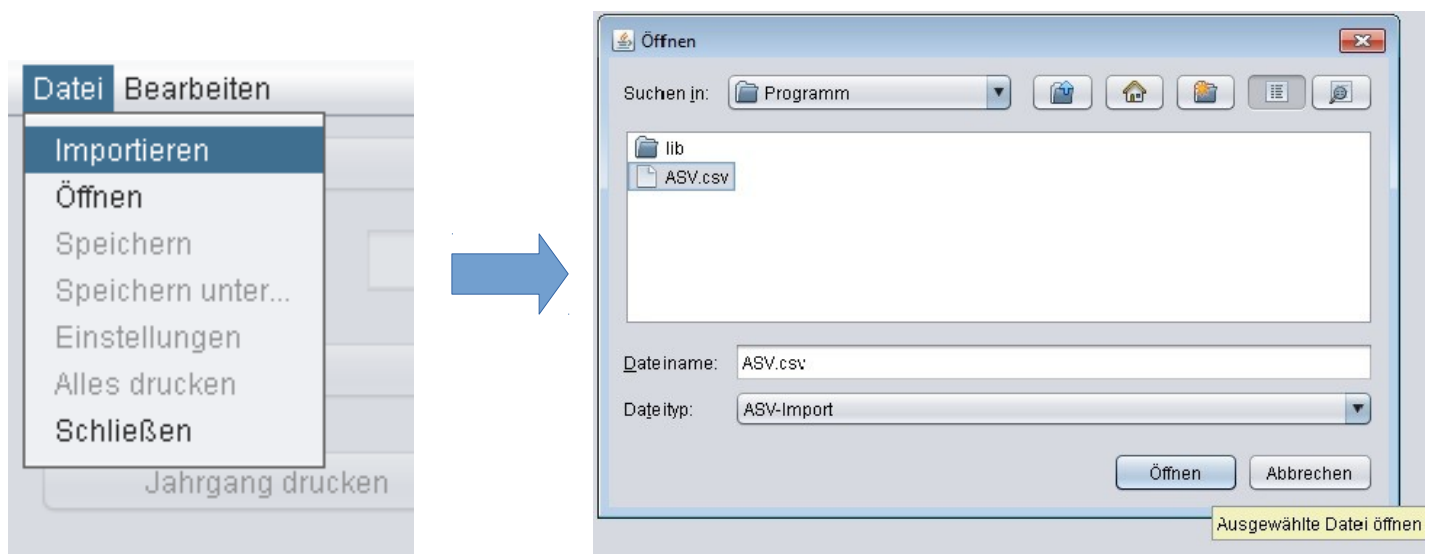 Datei Bearbeiten
Importieren
Öffnen
Speichern
Speichern unter...
Einstellungen
Alles drucken
Schließen
Jahrgang drucken
Öffnen
Suchen in: Programm
lib
ASV.csv
Dateiname: ASV.csv
Dateityp: ASV-Import
Öffnen Abbrechen
Ausgewählte Datei öffnen